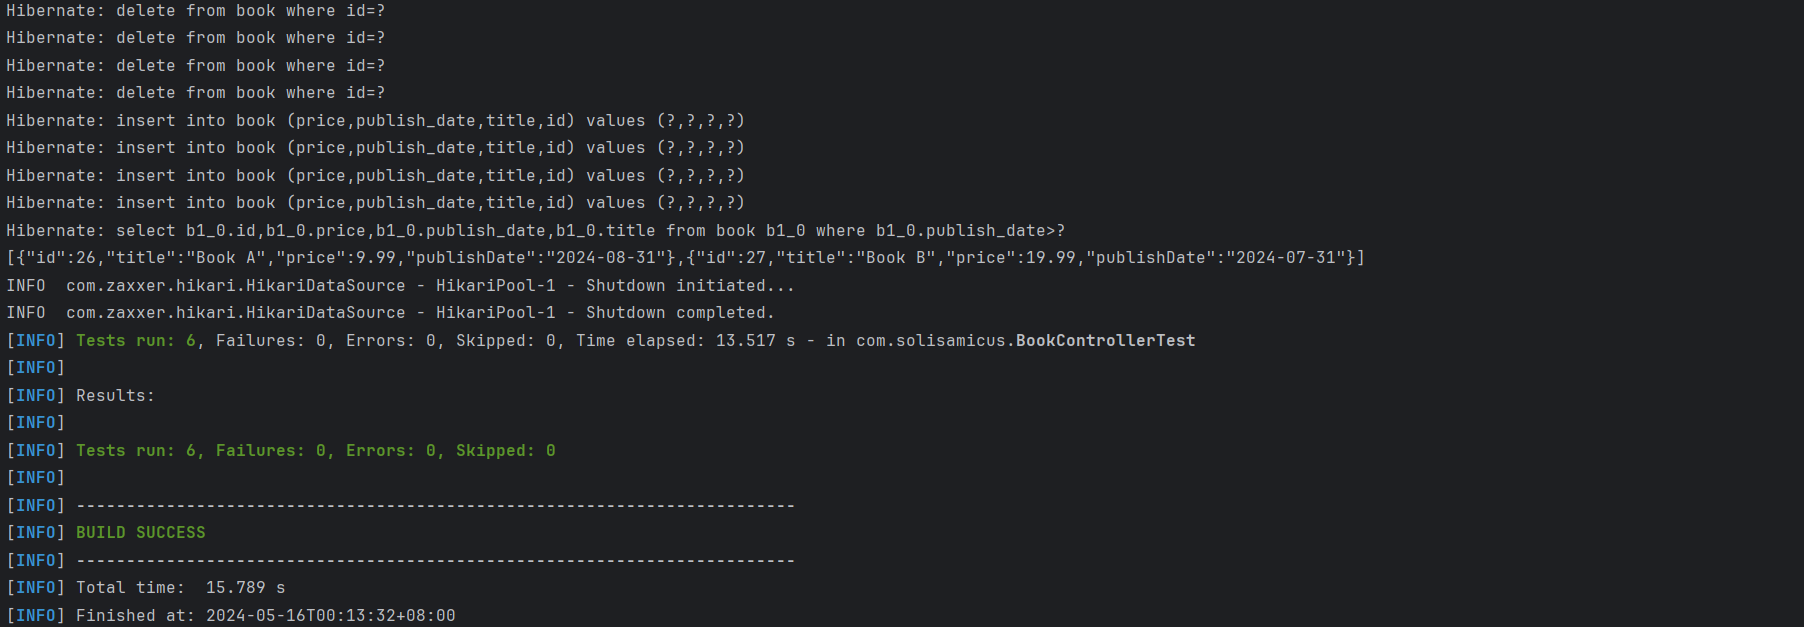 Hibernate: delete from book where id=?
Hibernate: delete from book where id=?
Hibernate: delete from book where id=?
Hibernate: delete from book where id=?
Hibernate: insert into book (price,publish_date,title,id) values (?,?,?,?)
Hibernate: insert into book (price,publish_date,title,id) values (?,?,?,?)
Hibernate: insert into book (price,publish_date,title,id) values (?,?,?,?)
Hibernate: insert into book (price,publish_date,title,id) values (?,?,?,?)
Hibernate: select b1_0.id,b1_0.price,b1_0.publish_date,b1_0.title from book b1_0 where b1_0.publish_date>?
[{"id":26,"title":"Book A","price":9.99,"publishDate":"2024-08-31"},{"id":27,"title":"Book B","price":19.99,"publishDate":"2024-07-31"}]
INFO  com.zaxxer.hikari.HikariDataSource - HikariPool-1 - Shutdown initiated...
INFO  com.zaxxer.hikari.HikariDataSource - HikariPool-1 - Shutdown completed.
[INFO] Tests run: 6, Failures: 0, Errors: 0, Skipped: 0, Time elapsed: 13.517 s - in com.solisamicus.BookControllerTest
[INFO]
[INFO] Results:
[INFO]
[INFO] Tests run: 6, Failures: 0, Errors: 0, Skipped: 0
[INFO]
[INFO] ------------------------------------------------------------------------
[INFO] BUILD SUCCESS
[INFO] ------------------------------------------------------------------------
[INFO] Total time:  15.789 s
[INFO] Finished at: 2024-05-16T00:13:32+08:00